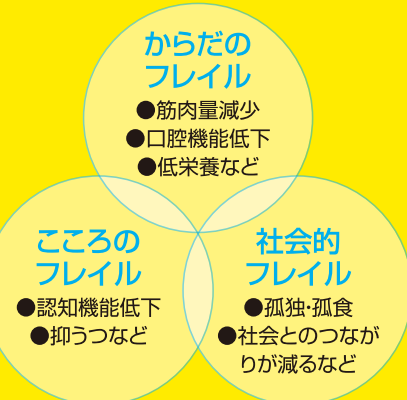 からだの
フレイル
●筋肉量減少
●口腔機能低下
●低栄養など
こころの
フレイル
●認知機能低下
●抑うつなど
社会的
フレイル
●孤独・孤食
●社会とのつなが
りが減るなど